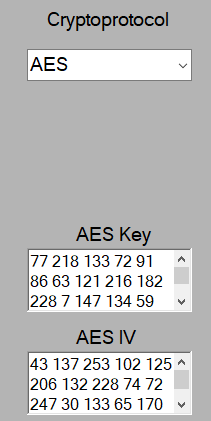 Cryptoprotocol
AES
AES Key
77 218 133 72 91
86 63 121 216 182
228 7 147 134 59
AES IV
43 137 253 102 125
206 132 228 74 72
247 30 133 65 170